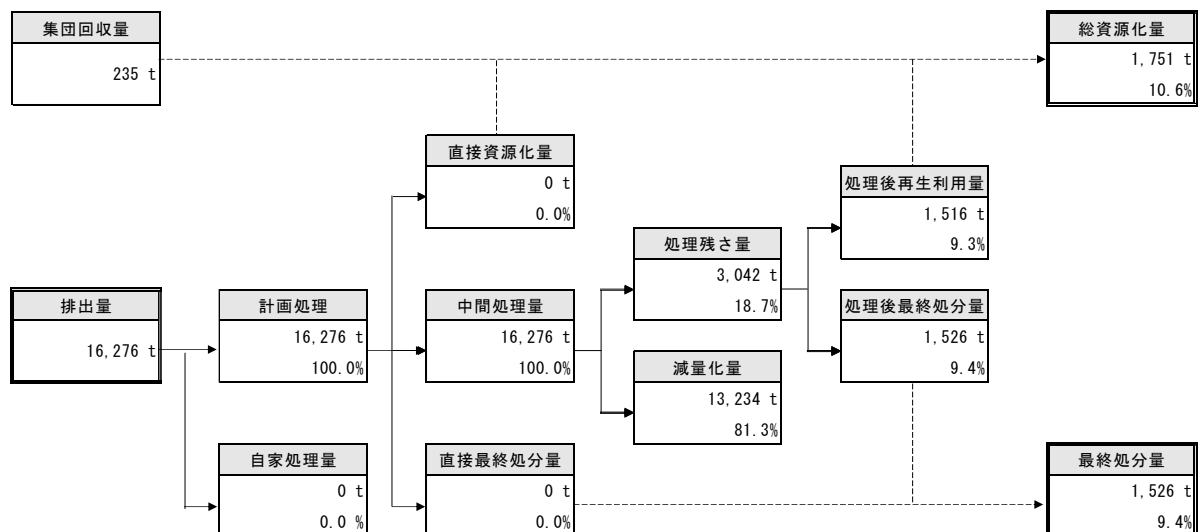 集団回収量
235 t
総資源化量
1,751 t
10.6%
直接資源化量
0 t
0.0%
処理後再生利用量
1,516 t
9.3%
処理残さ量
3,042 t
18.7%
排出量
16,276 t
計画処理
16,276 t
100.0%
中間処理量
16,276 t
100.0%
処理後最終処分量
1,526 t
9.4%
減量化量
13,234 t
81.3%
自家処理量
0 t
0.0 %
直接最終処分量
0 t
0.0%
最終処分量
1,526 t
9.4%